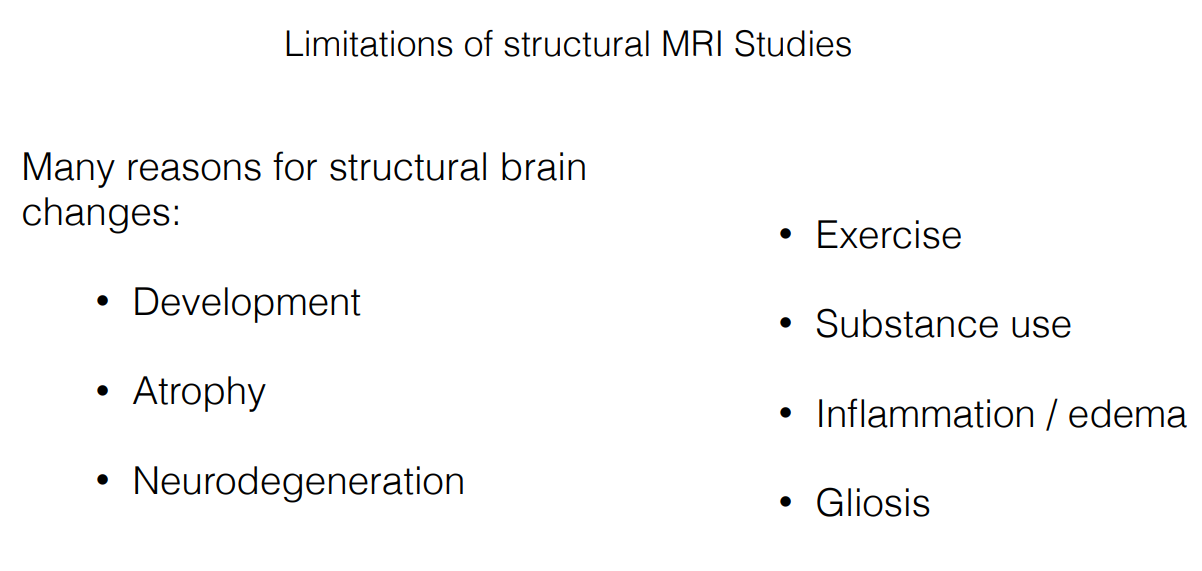 Limitations of structural MRI Studies
Many reasons for structural brain
changes:
• Development
• Atrophy
• Neurodegeneration
• Exercise
• Substance use
• Inflammation / edema
• Gliosis